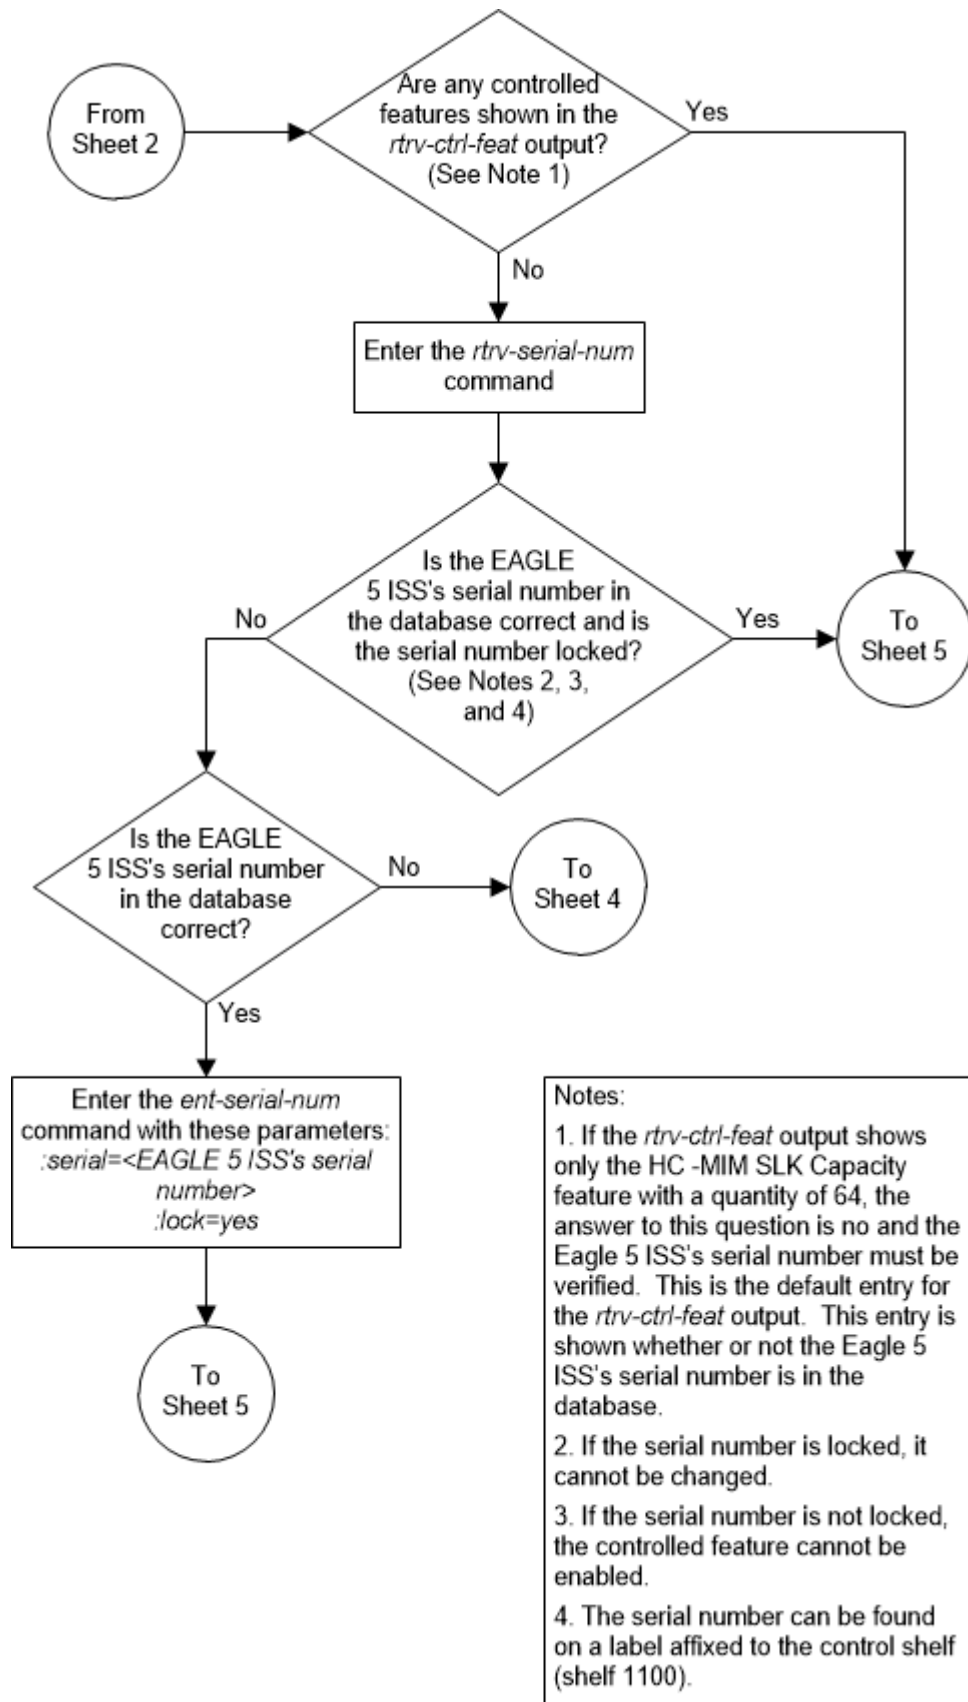 From
Sheet 2
Are any controlled
features shown in the
rtrv-ctrl-feat output?
(See Note 1)
Yes
No
Enter the rtrv-serial-num
command
Is the EAGLE
5 ISS's serial number in
the database correct and is
the serial number locked?
(See Notes 2, 3,
and 4)
No
Yes
To
Sheet 5
Is the EAGLE
5 ISS's serial number
in the database
correct?
No
To
Sheet 4
Yes
Enter the ent-serial-num
command with these parameters:
:serial=<EAGLE 5 ISS's serial
number>
:lock=yes
To
Sheet 5
Notes:
1. If the rtrv-ctrl-feat output shows
only the HC -MIM SLK Capacity
feature with a quantity of 64, the
answer to this question is no and the
Eagle 5 ISS's serial number must be
verified.  This is the default entry for
the rtrv-ctrl-feat output.  This entry is
shown whether or not the Eagle 5
ISS's serial number is in the
database.
2. If the serial number is locked, it
cannot be changed.
3. If the serial number is not locked,
the controlled feature cannot be
enabled.
4. The serial number can be found
on a label affixed to the control shelf
(shelf 1100).